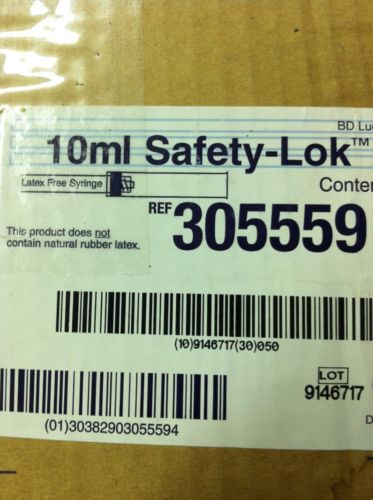 BD Lu
10ml Safety-Lok™
Latex Free Syringe
Conten
REF 305559
This product does not
contain natural rubber latex.
(10)9146717(30)050
LOT
9146717
(01)30382903055594
D